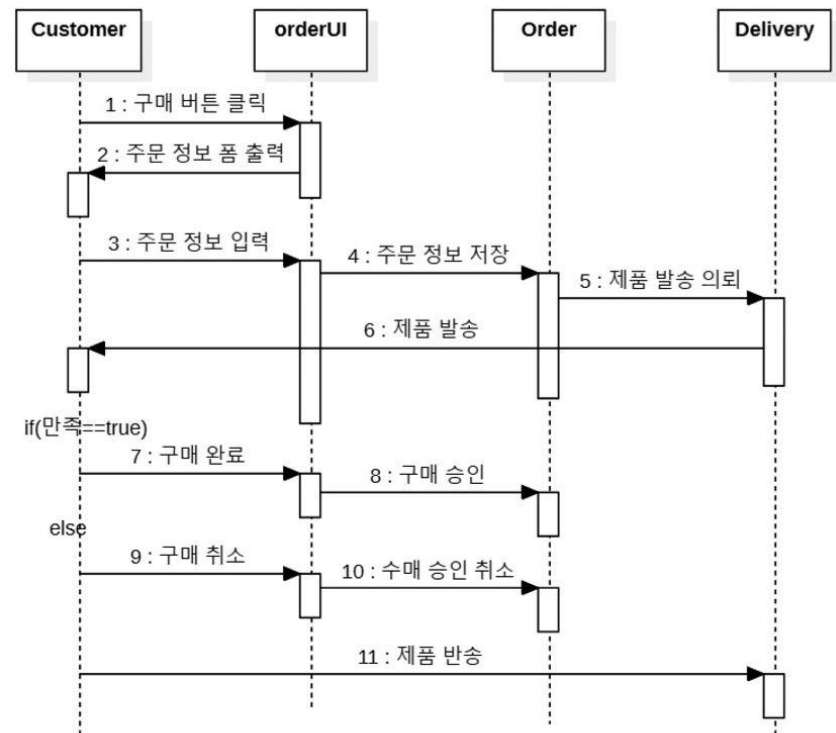 Customer
orderUI
Order
Delivery
1 : 구매 버튼 클릭
2 : 주문 정보 폼 출력
3 : 주문 정보 입력
4 : 주문 정보 저장
5 : 제품 발송 의뢰
6 : 제품 발송
if(만족==true)
7 : 구매 완료
8 : 구매 승인
else
9 : 구매 취소
10 : 수매 승인 취소
11 : 제품 반송